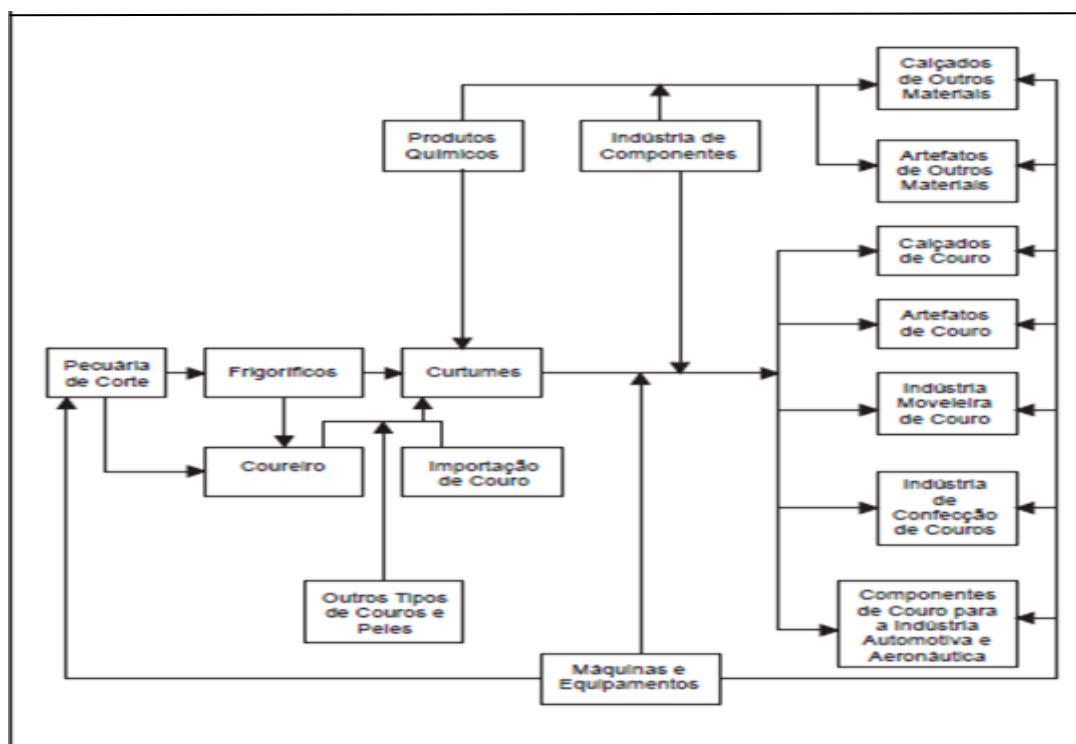 Calçados
de Outros
Materiais
Produtos
Químicos
Indústria de
Componentes
Artefatos
de Outros
Materiais
Calçados
de Couro
Artefatos
de Couro
Pecuária
de Corte
Frigoríficos
Curtumes
Indústria
Moveleira
de Couro
Coureiro
Importação
de Couro
Indústria
de
Confecção
de Couros
Outros Tipos
de Couros e
Peles
Componentes
de Couro para
a Indústria
Automotiva e
Aeronáutica
Máquinas e
Equipamentos